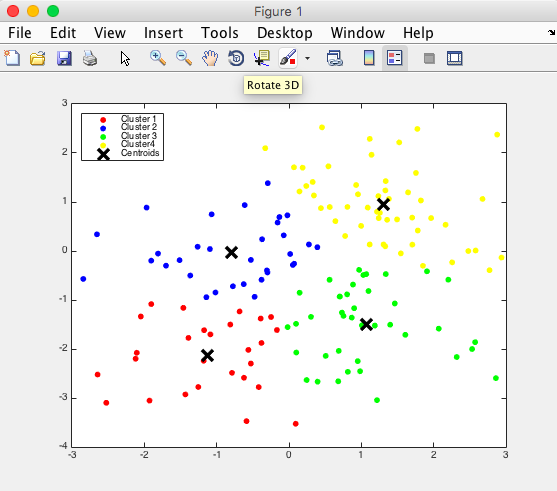 Figure 1
File Edit View Insert Tools Desktop Window Help
Rotate 3D
Cluster 1
Cluster 2
Cluster 3
Cluster4
Centroids
3
2
1
0
-1
-2
-3
-4
-3 -2 -1 0 1 2 3